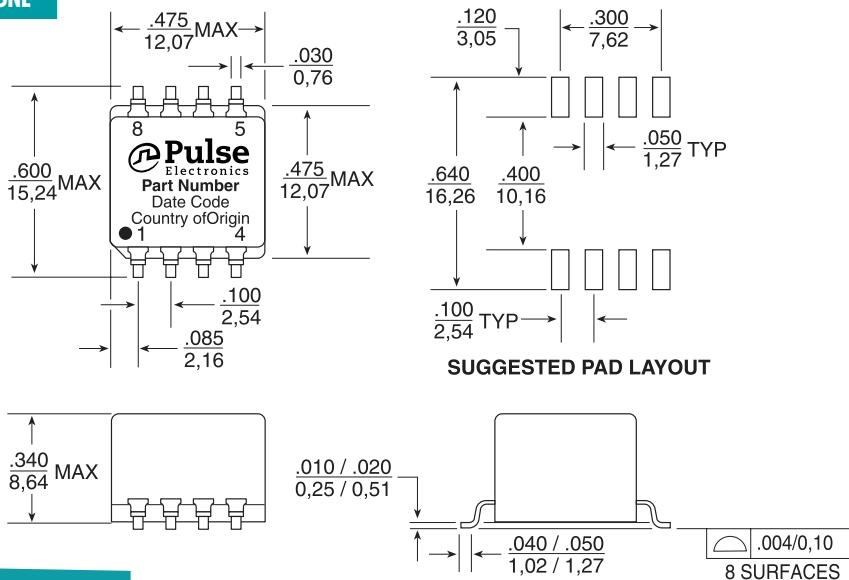 ONE
.475
12,07 MAX
.030
0,76
8 5
Pulse
Electronics
Part Number
Date Code
Country ofOrigin
1 4
.600
15,24 MAX
.475
12,07 MAX
.100
2,54
.085
2,16
.120
3,05
.300
7,62
.050
1,27 TYP
.640
16,26
.400
10,16
.100
2,54 TYP
SUGGESTED PAD LAYOUT
.340
8,64 MAX
.010 / .020
0,25 / 0,51
.040 / .050
1,02 / 1,27
.004/0,10
8 SURFACES